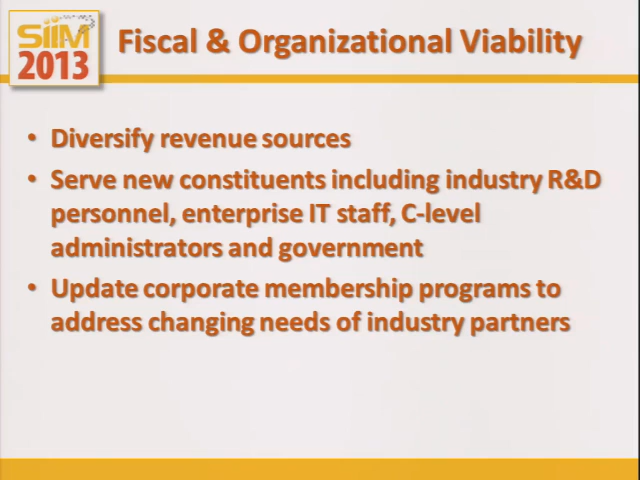 SiiM
2013
Fiscal & Organizational Viability
• Diversify revenue sources
• Serve new constituents including industry R&D
personnel, enterprise IT staff, C-level
administrators and government
• Update corporate membership programs to
address changing needs of industry partners